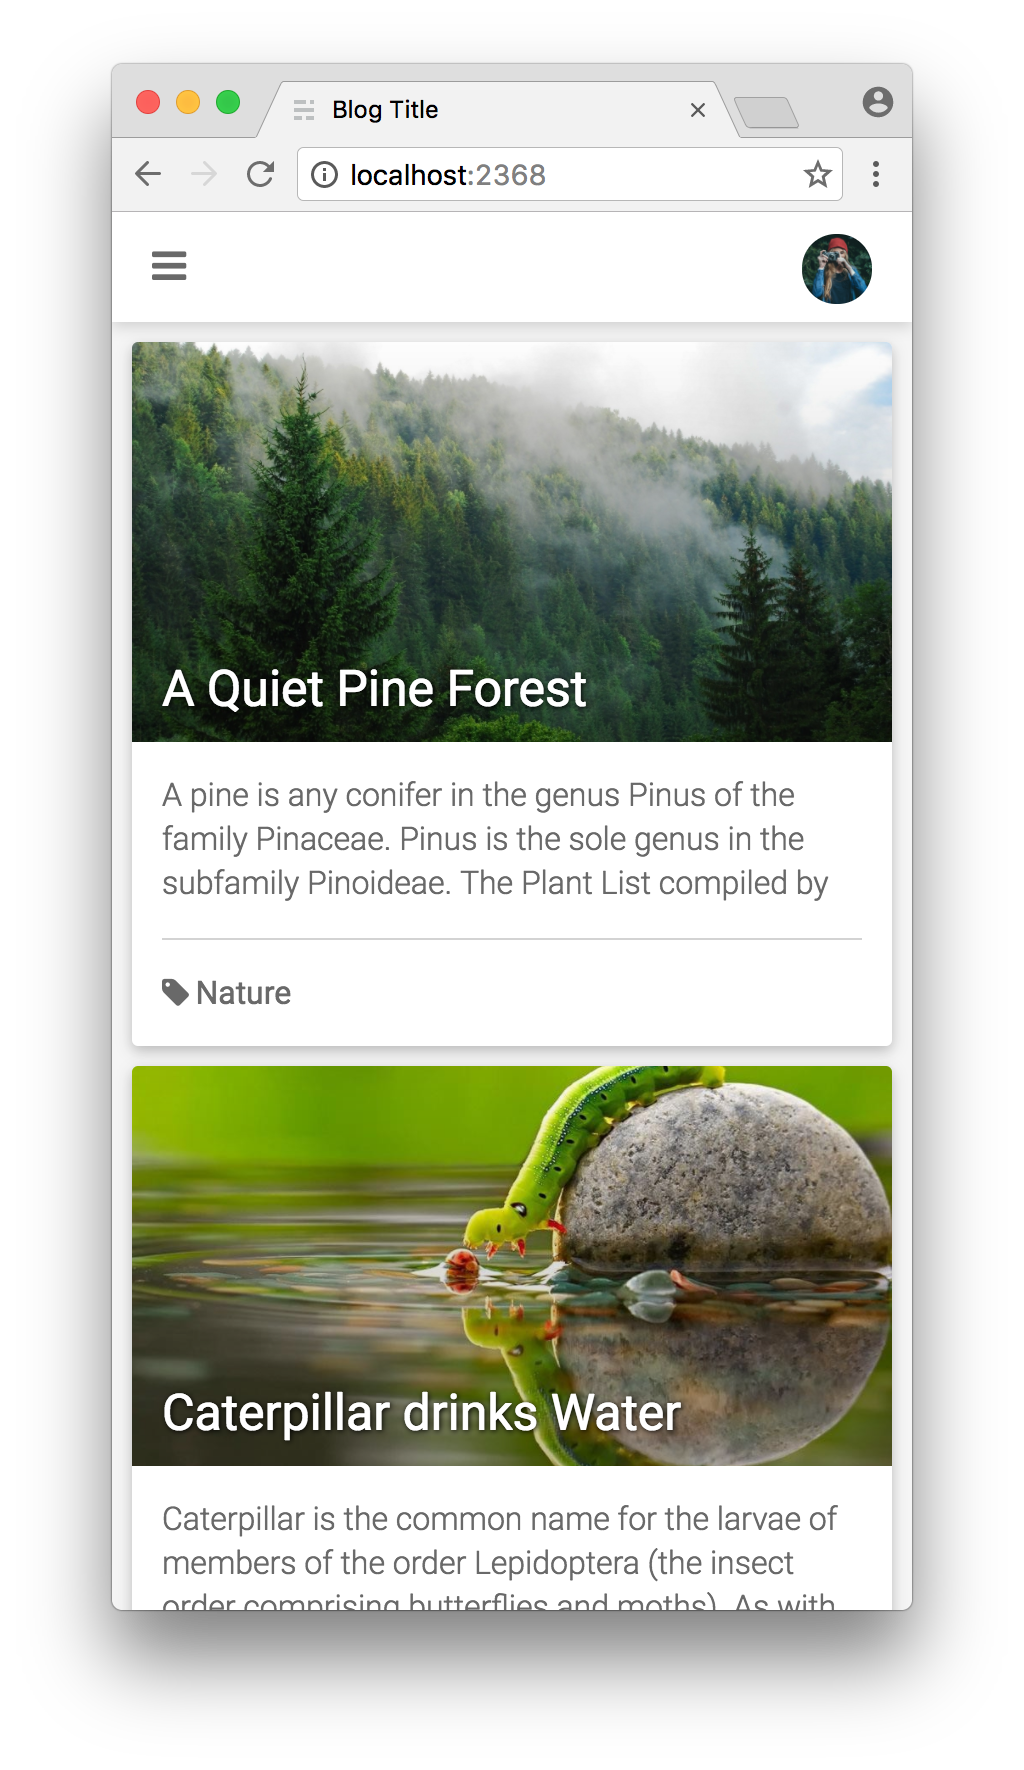 Blog Title
localhost:2368
A Quiet Pine Forest
A pine is any conifer in the genus Pinus of the
family Pinaceae. Pinus is the sole genus in the
subfamily Pinoideae. The Plant List compiled by
Nature
Caterpillar drinks Water
Caterpillar is the common name for the larvae of
members of the order Lepidoptera (the insect
order comprising butterflies and moths). As with